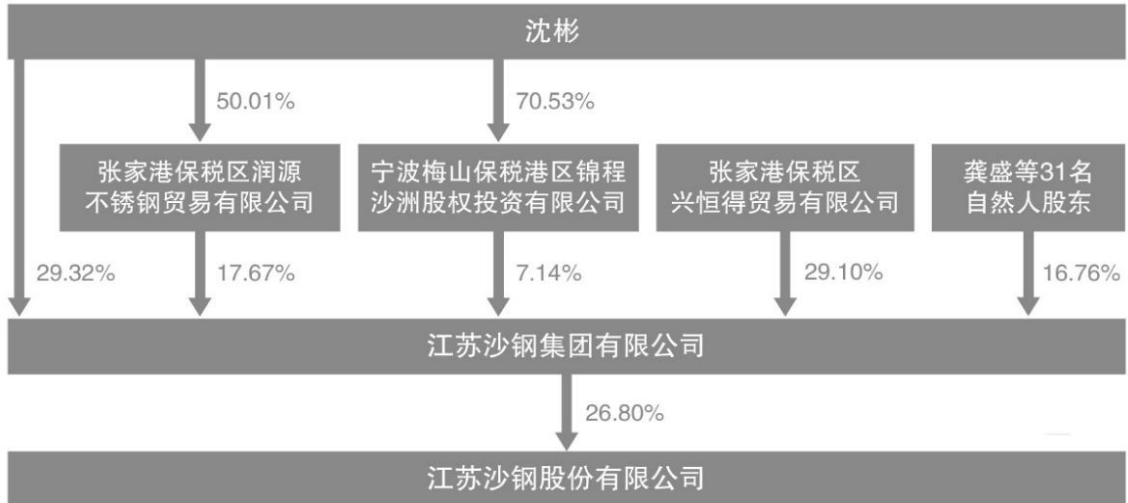 沈彬
50.01%
70.53%
张家港保税区润源
不锈钢贸易有限公司
宁波梅山保税港区锦程
沙洲股权投资有限公司
张家港保税区
兴恒得贸易有限公司
龚盛等31名
自然人股东
29.32%
17.67%
7.14%
29.10%
16.76%
江苏沙钢集团有限公司
26.80%
江苏沙钢股份有限公司